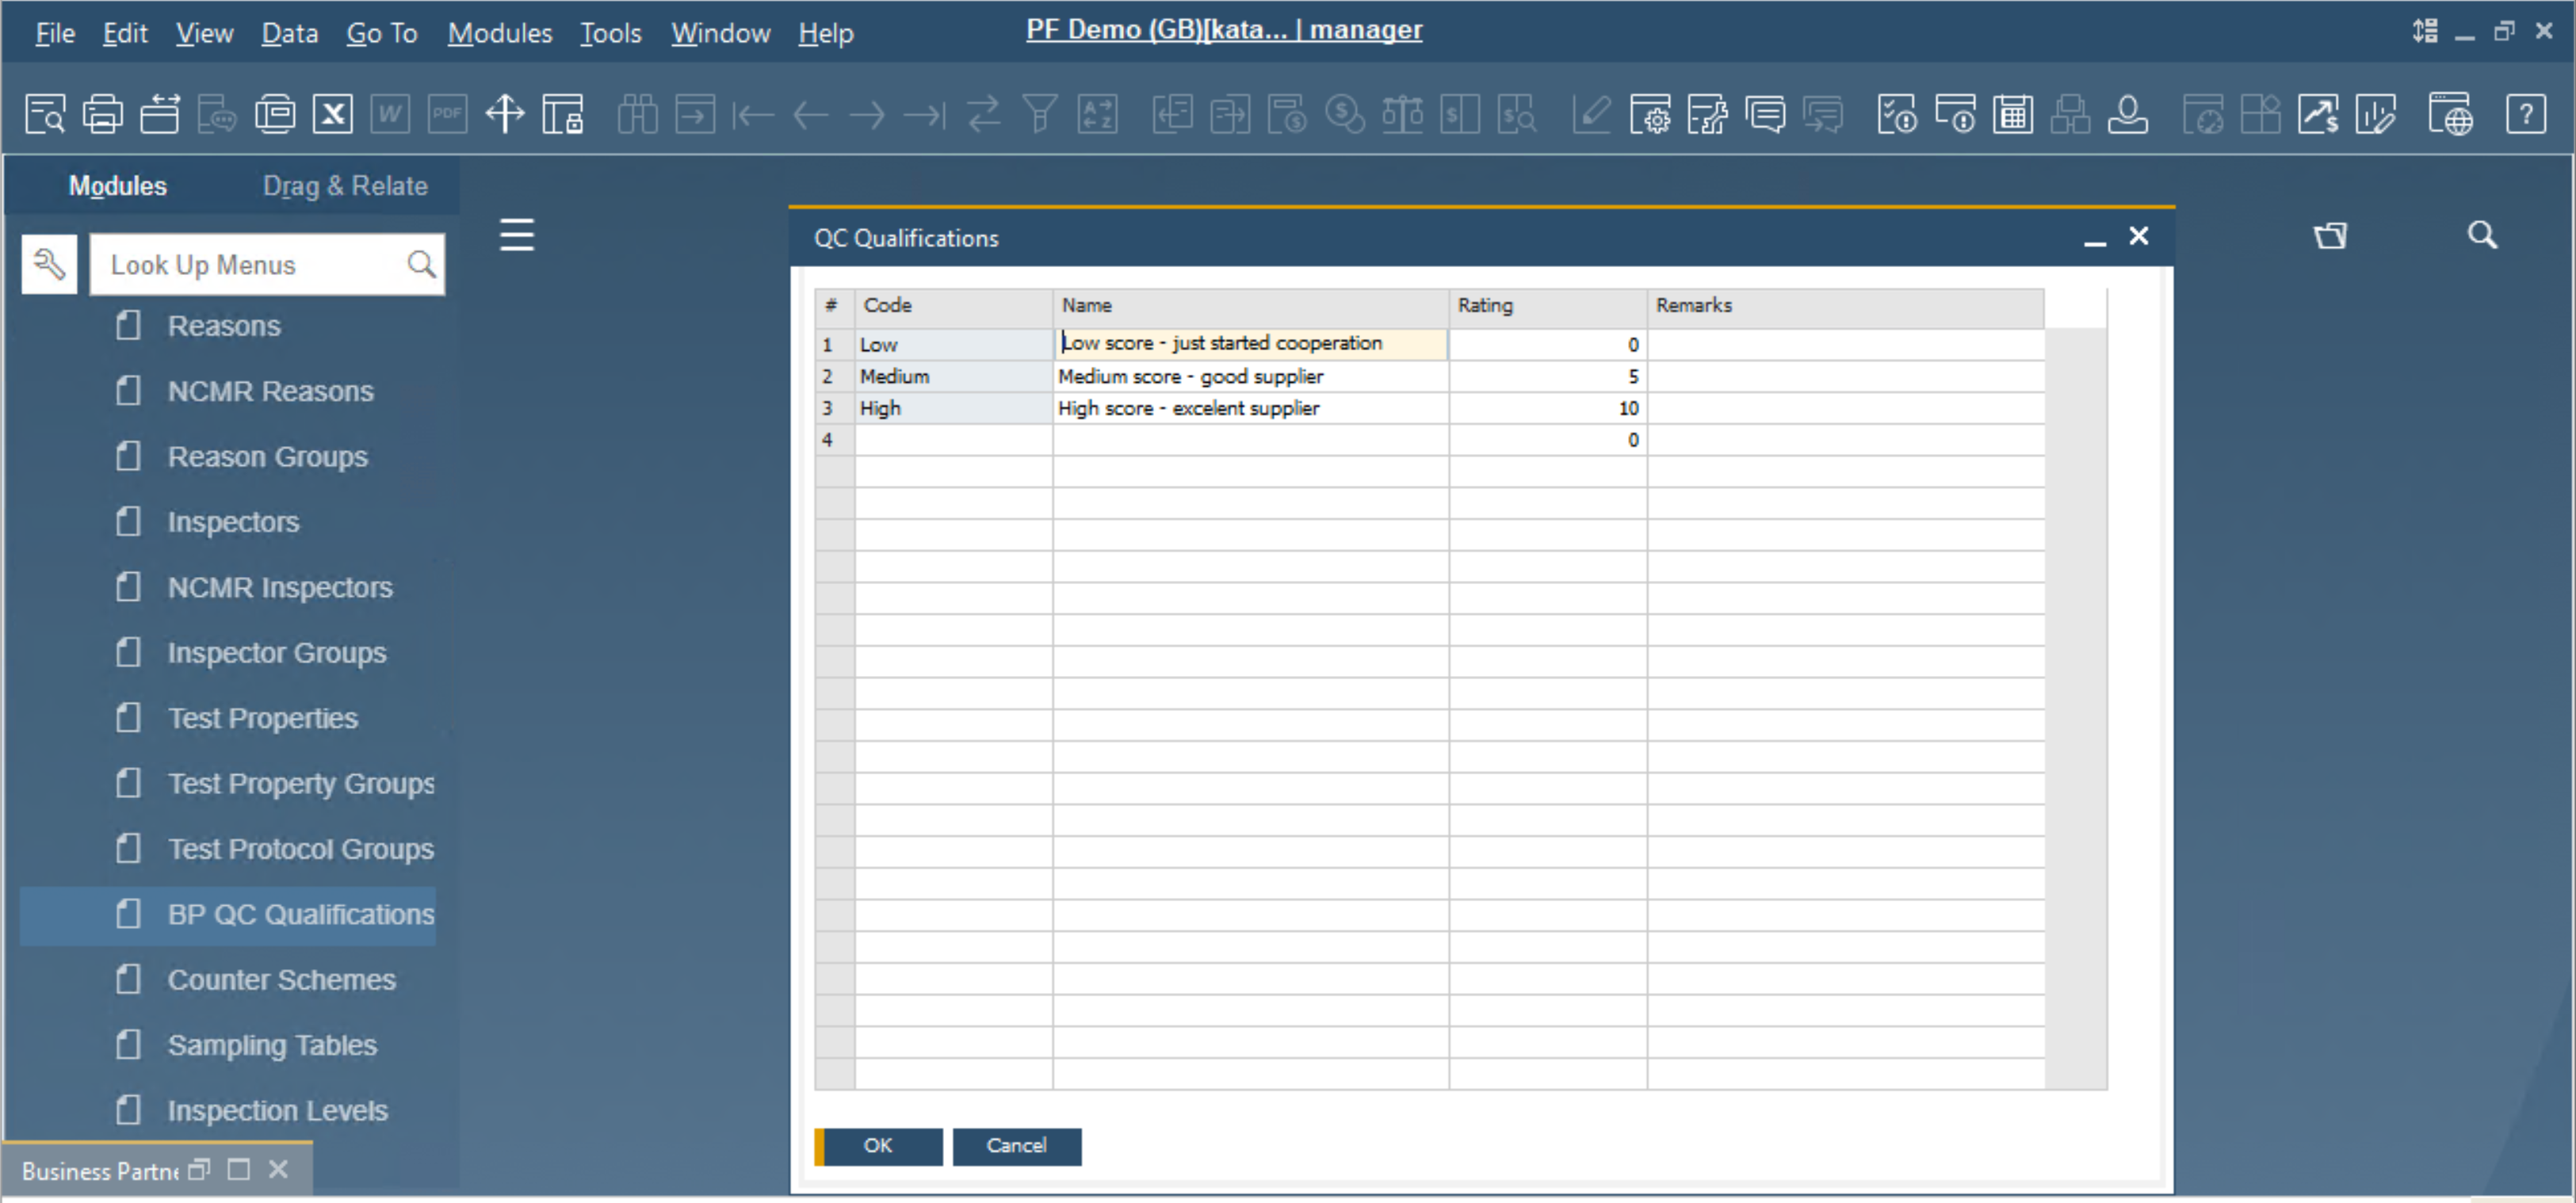 File Edit View Data Go To Modules Tools Window Help
PF Demo (GB)[kata... | manager
Modules Drag & Relate
Look Up Menus
Reasons
NCMR Reasons
Reason Groups
Inspectors
NCMR Inspectors
Inspector Groups
Test Properties
Test Property Groups
Test Protocol Groups
BP QC Qualifications
Counter Schemes
Sampling Tables
Inspection Levels
Business Partne
QC Qualifications
# Code Name Rating Remarks
1 Low Low score - just started cooperation 0
2 Medium Medium score - good supplier 5
3 High High score - excelent supplier 10
4 0
OK Cancel